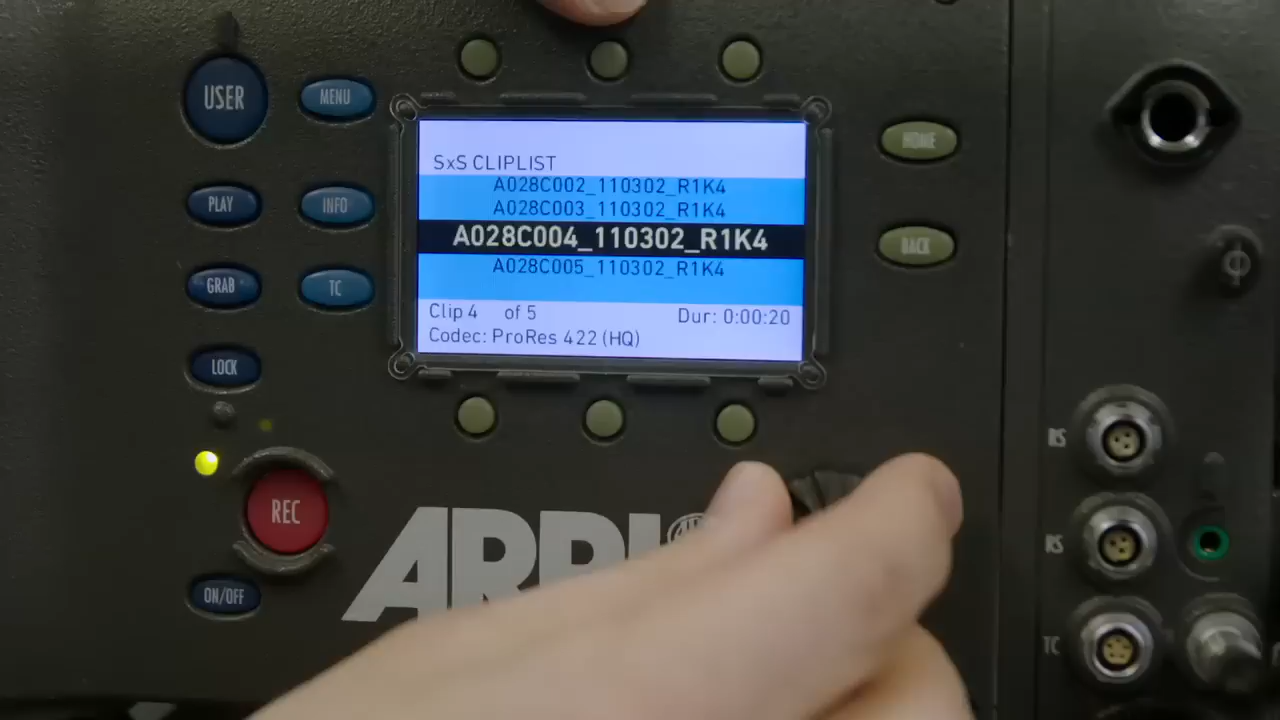 USER
MENU
HOME
SxS CLIPLIST
A028C002_110302_R1K4
A028C003_110302_R1K4
A028C004_110302_R1K4
A028C005_110302_R1K4
Clip 4 of 5 Dur: 0:00:20
Codec: ProRes 422 (HQ)
PLAY
INFO
BACK
GRAB
TC
LOCK
REC
RS
ARRI
RS
ON/OFF
TC